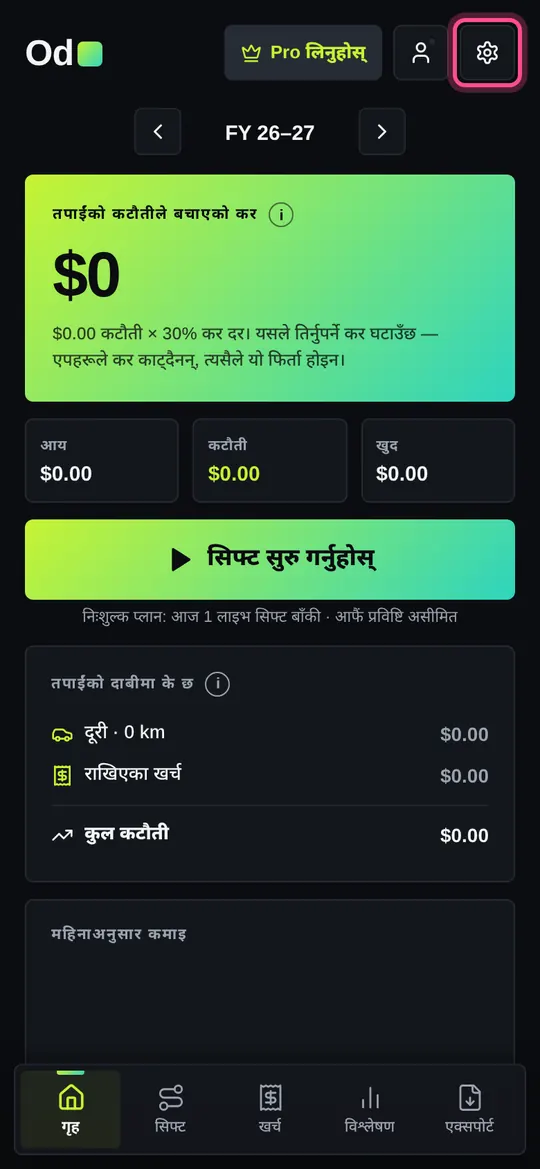 Od
Pro लिनुहोस्
FY 26–27
तपाईंको कटौतीले बचाएको कर
$0
$0.00 कटौती × 30% कर दर। यसले तिर्नुपर्ने कर घटाउँछ —
एपहरूले कर काट्दैनन्, त्यसैले यो फिर्ता होइन।
आय
$0.00
कटौती
$0.00
खुद
$0.00
सिफ्ट सुरु गर्नुहोस्
निःशुल्क प्लान: आज 1 लाइभ सिफ्ट बाँकी · आफैं प्रविष्टि असीमित
तपाईंको दाबीमा के छ
दूरी · 0 km
$0.00
राखिएका खर्च
$0.00
कुल कटौती
$0.00
महिनाअनुसार कमाइ
गृह
सिफ्ट
खर्च
विश्लेषण
एक्सपोर्ट